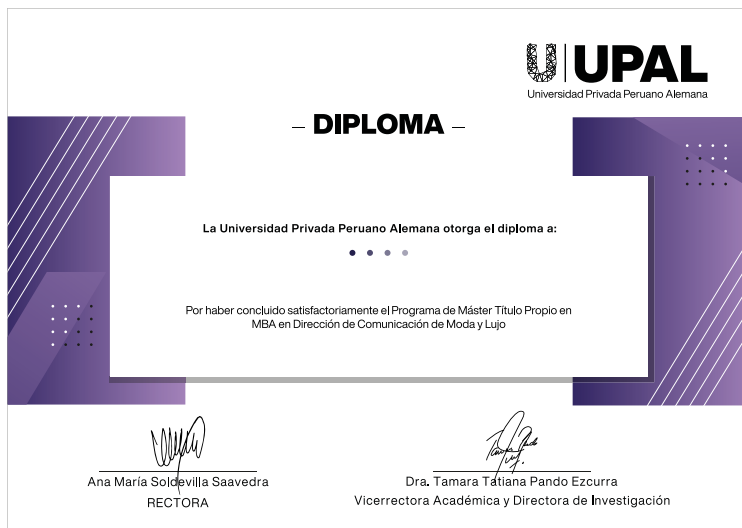 UPAL
Universidad Privada Peruano Alemana
– DIPLOMA –
La Universidad Privada Peruano Alemana otorga el diploma a:
Por haber concluido satisfactoriamente el Programa de Máster Título Propio en
MBA en Dirección de Comunicación de Moda y Lujo
Ana María Soldevilla Saavedra
RECTORA
Dra. Tamara Tatiana Pando Ezcurra
Vicerrectora Académica y Directora de Investigación